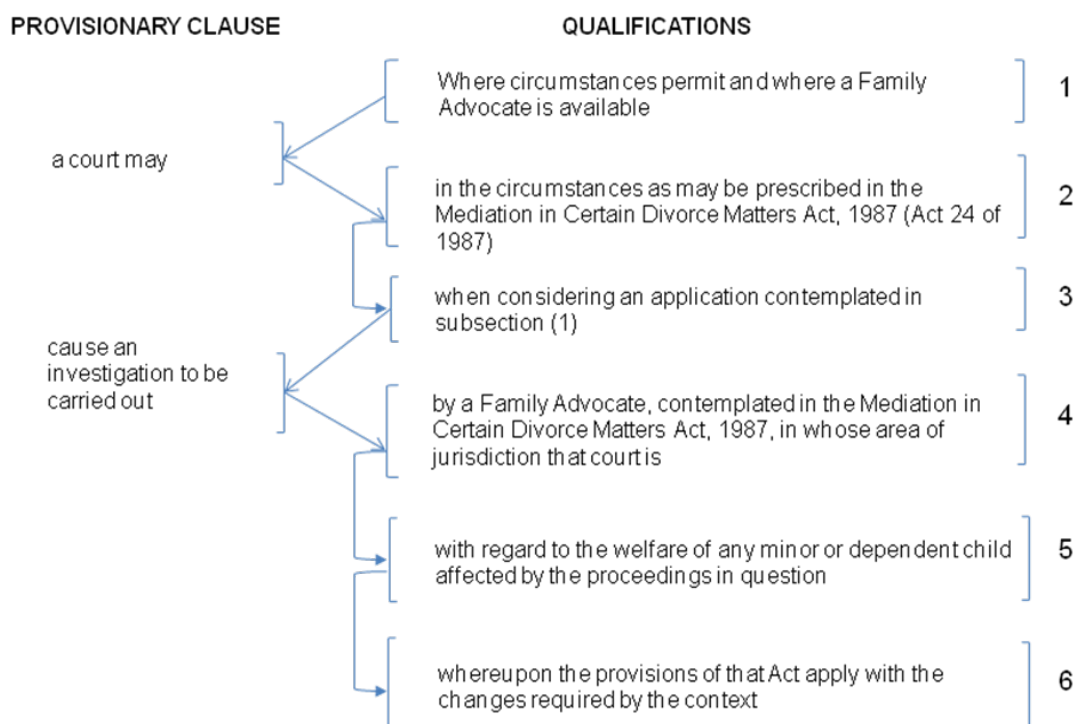 PROVISIONARY CLAUSE
QUALIFICATIONS
Where circumstances permit and where a Family
Advocate is available
1
a court may
in the circumstances as may be prescribed in the
Mediation in Certain Divorce Matters Act, 1987 (Act 24 of
1987)
2
when considering an application contemplated in
subsection (1)
3
cause an
investigation to be
carried out
by a Family Advocate, contemplated in the Mediation in
Certain Divorce Matters Act, 1987, in whose area of
jurisdiction that court is
4
with regard to the welfare of any minor or dependent child
affected by the proceedings in question
5
whereupon the provisions of that Act apply with the
changes required by the context
6